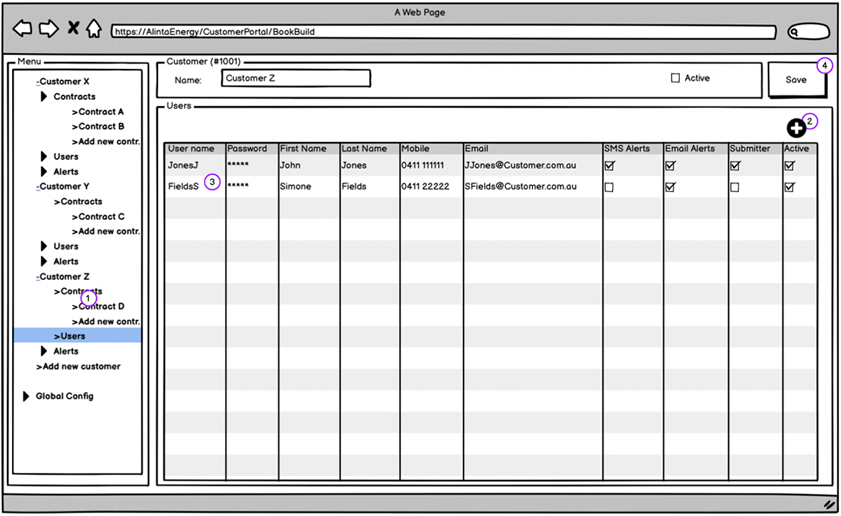 A Web Page
https://AlintaEnergy/CustomerPortal/BookBuild
Menu
-Customer X
Contracts
>Contract A
>Contract B
>Add new contr.
Users
Alerts
-Customer Y
>Contracts
>Contract C
>Add new contr.
Users
Alerts
-Customer Z
>Contracts
1
>Contract D
>Add new contr.
>Users
Alerts
>Add new customer
Global Config
Customer (#1001)
Name: Customer Z
Active
Save
4
Users
2
User name Password First Name Last Name Mobile Email SMS Alerts Email Alerts Submitter Active
JonesJ ***** John Jones 0411 111111 JJones@Customer.com.au
FieldsS 3 ***** Simone Fields 0411 22222 SFields@Customer.com.au